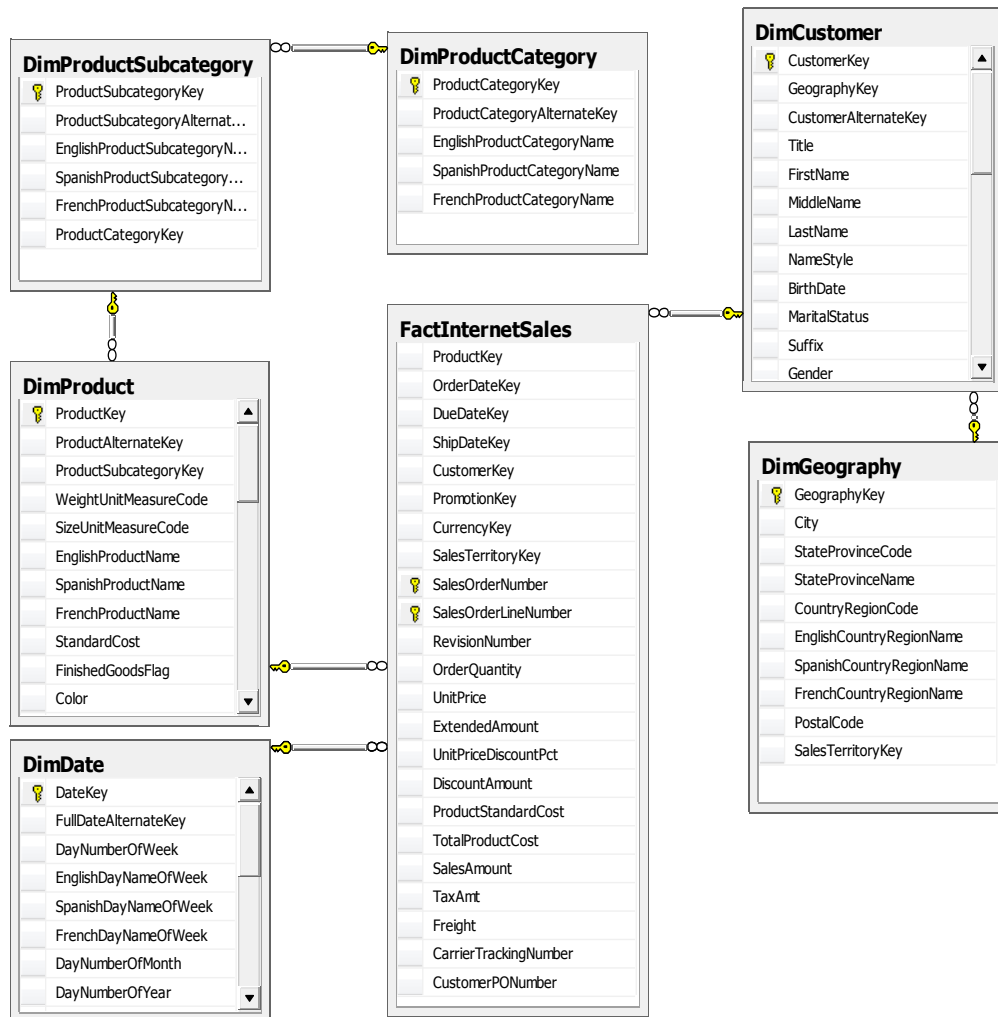 DimProductSubcategory
ProductSubcategoryKey
ProductSubcategoryAlternat...
EnglishProductSubcategoryN...
SpanishProductSubcategory...
FrenchProductSubcategoryN...
ProductCategoryKey
DimProductCategory
ProductCategoryKey
ProductCategoryAlternateKey
EnglishProductCategoryName
SpanishProductCategoryName
FrenchProductCategoryName
DimCustomer
CustomerKey
GeographyKey
CustomerAlternateKey
Title
FirstName
MiddleName
LastName
NameStyle
BirthDate
MaritalStatus
Suffix
Gender
DimProduct
ProductKey
ProductAlternateKey
ProductSubcategoryKey
WeightUnitMeasureCode
SizeUnitMeasureCode
EnglishProductName
SpanishProductName
FrenchProductName
StandardCost
FinishedGoodsFlag
Color
FactInternetSales
ProductKey
OrderDateKey
DueDateKey
ShipDateKey
CustomerKey
PromotionKey
CurrencyKey
SalesTerritoryKey
SalesOrderNumber
SalesOrderLineNumber
RevisionNumber
OrderQuantity
UnitPrice
ExtendedAmount
UnitPriceDiscountPct
DiscountAmount
ProductStandardCost
TotalProductCost
SalesAmount
TaxAmt
Freight
CarrierTrackingNumber
CustomerPONumber
DimGeography
GeographyKey
City
StateProvinceCode
StateProvinceName
CountryRegionCode
EnglishCountryRegionName
SpanishCountryRegionName
FrenchCountryRegionName
PostalCode
SalesTerritoryKey
DimDate
DateKey
FullDateAlternateKey
DayNumberOfWeek
EnglishDayNameOfWeek
SpanishDayNameOfWeek
FrenchDayNameOfWeek
DayNumberOfMonth
DayNumberOfYear